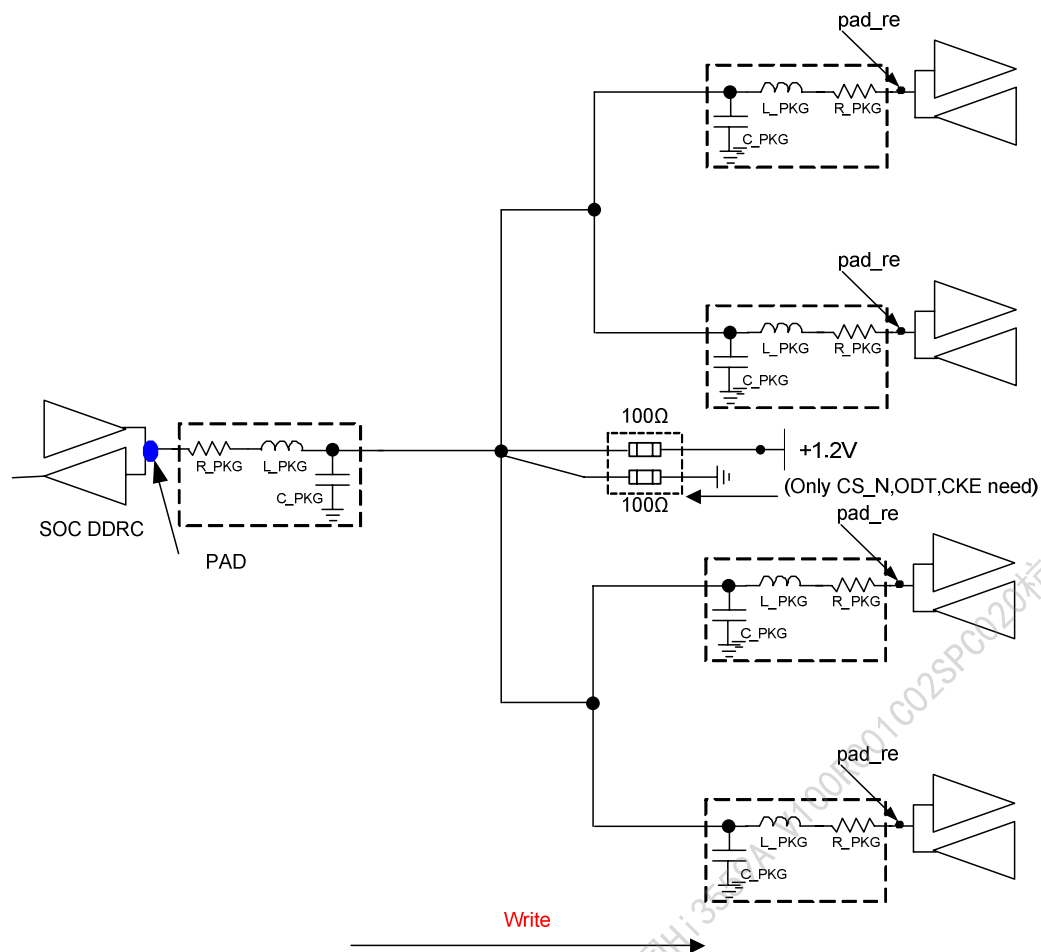 pad_re
L_PKG
R_PKG
C_PKG
pad_re
L_PKG
R_PKG
C_PKG
100Ω
+1.2V
R_PKG
L_PKG
C_PKG
(Only CS_N,ODT,CKE need)
100Ω
SOC DDRC
PAD
pad_re
L_PKG
R_PKG
C_PKG
pad_re
L_PKG
R_PKG
C_PKG
Write